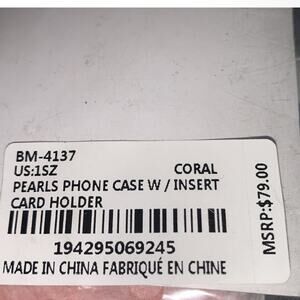 BM-4137
US:1SZ CORAL
PEARLS PHONE CASE W / INSERT
CARD HOLDER
194295069245
MADE IN CHINA FABRIQUÉ EN CHINE
MSRP:$79.00